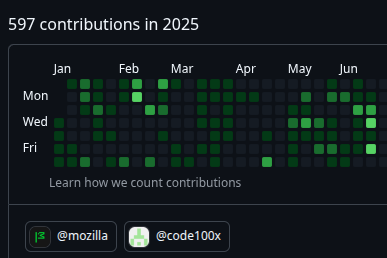 597 contributions in 2025
Jan Feb Mar Apr May Jun
Mon
Wed
Fri
Learn how we count contributions
@mozilla @code100x